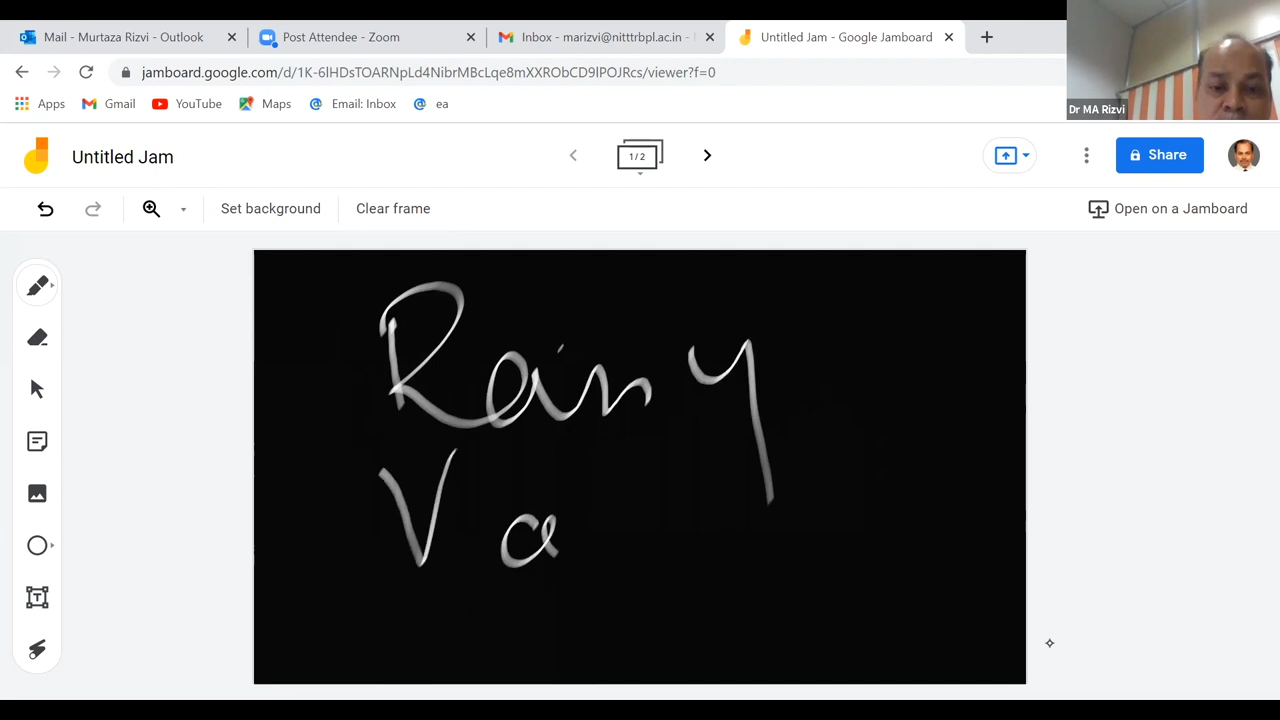 Mail - Murtaza Rizvi - Outlook
Post Attendee - Zoom
Inbox - marizvi@nitttrbpl.ac.in -
Untitled Jam - Google Jamboard
jamboard.google.com/d/1K-6lHDsTOARNpLd4NibrMBcLqe8mXXRObCD9lPOJRcs/viewer?f=0
Dr MA Rizvi
Apps Gmail YouTube Maps Email: Inbox ea
Untitled Jam
1/2
Share
Set background
Clear frame
Open on a Jamboard
Rainy
Va